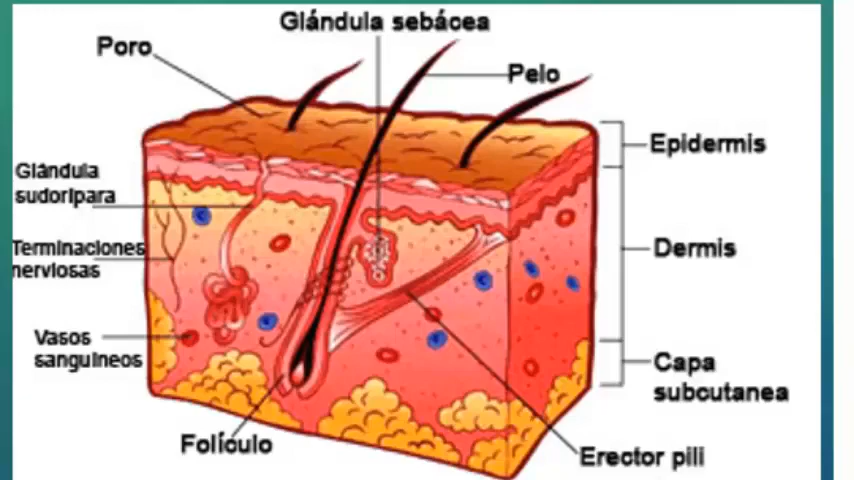 Glándula sebácea
Poro
Pelo
Epidermis
Glándula
sudorípara
Terminaciones
nerviosas
Dermis
Vasos
sanguíneos
Capa
subcutanea
Folículo
Erector pili